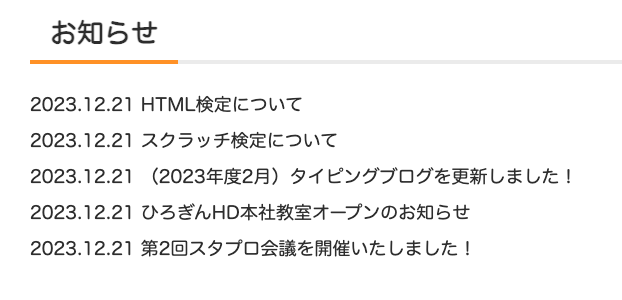 お知らせ
2023.12.21 HTML検定について
2023.12.21 スクラッチ検定について
2023.12.21 （2023年度2月）タイピングブログを更新しました！
2023.12.21 ひろぎんHD本社教室オープンのお知らせ
2023.12.21 第2回スタプロ会議を開催いたしました！